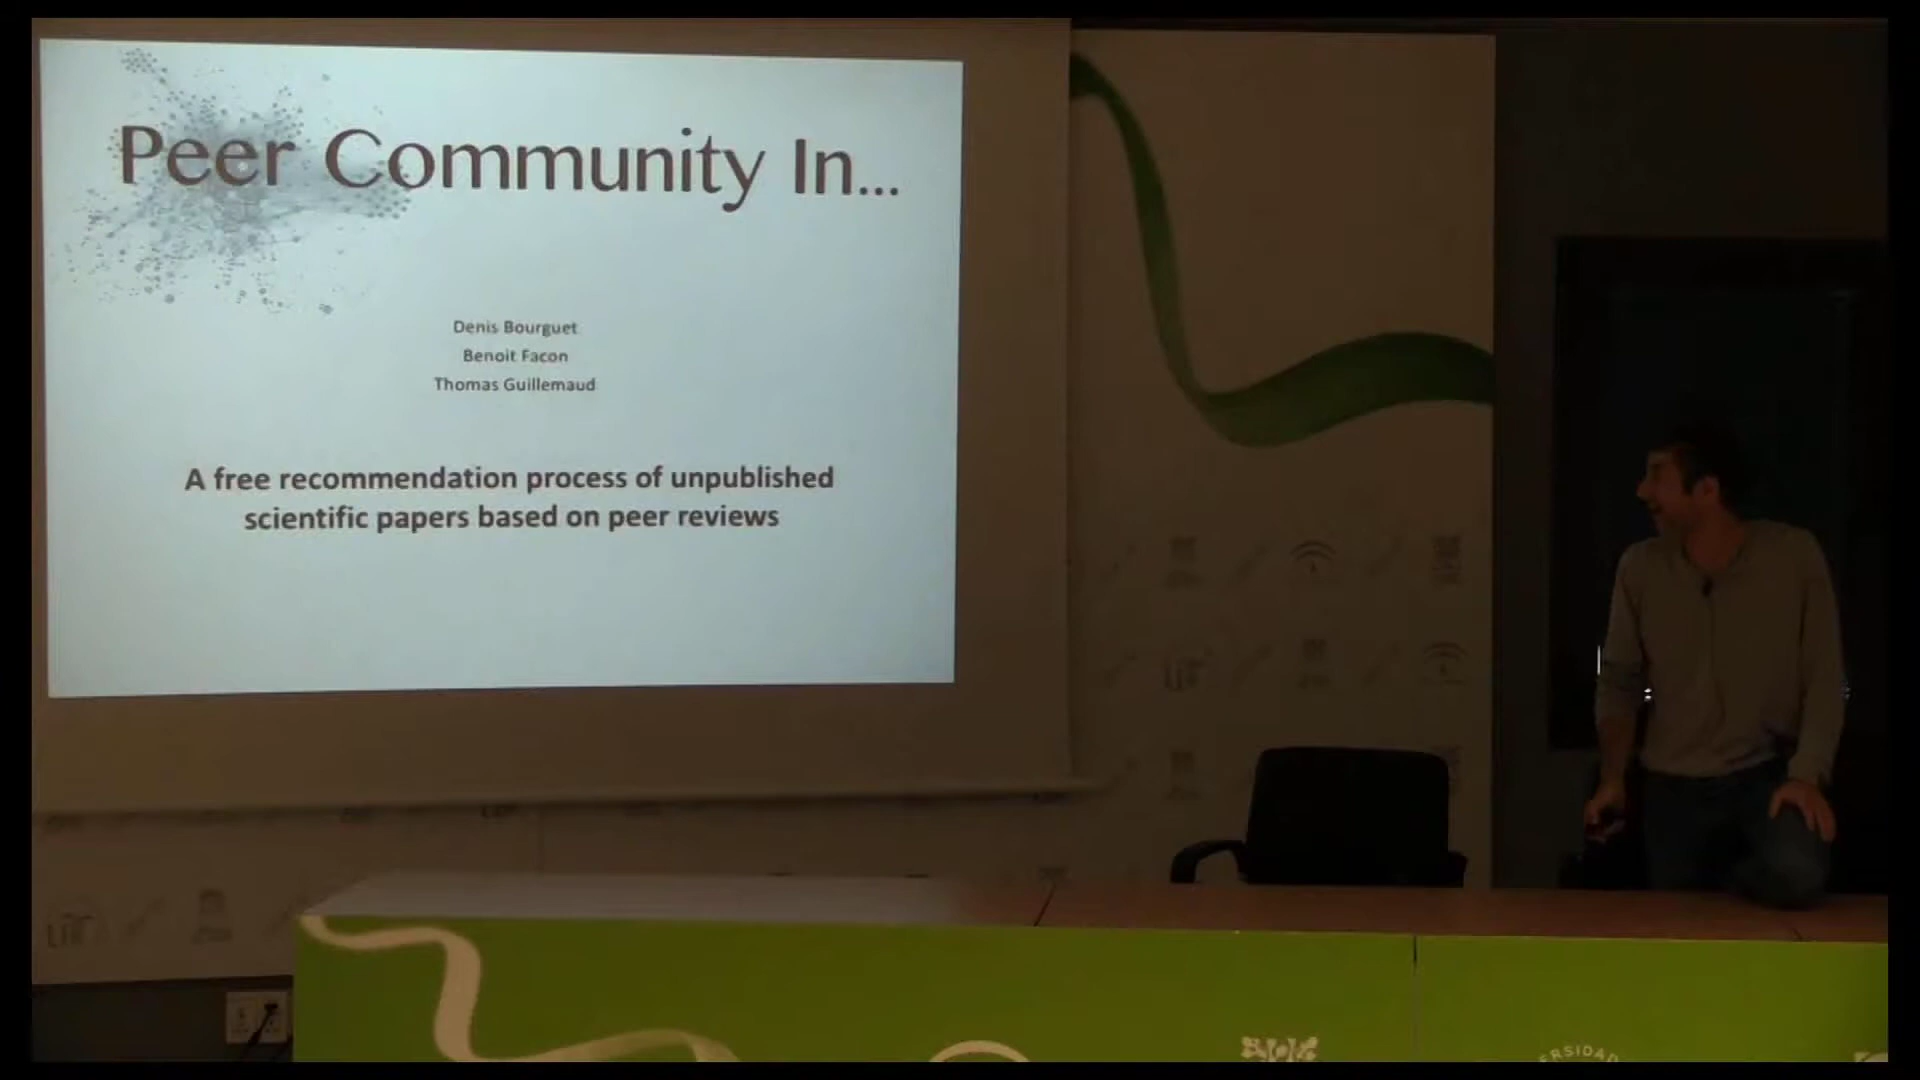 Peer Community In...
Denis Bourguet
Benoit Facon
Thomas Guillemaud
A free recommendation process of unpublished
scientific papers based on peer reviews